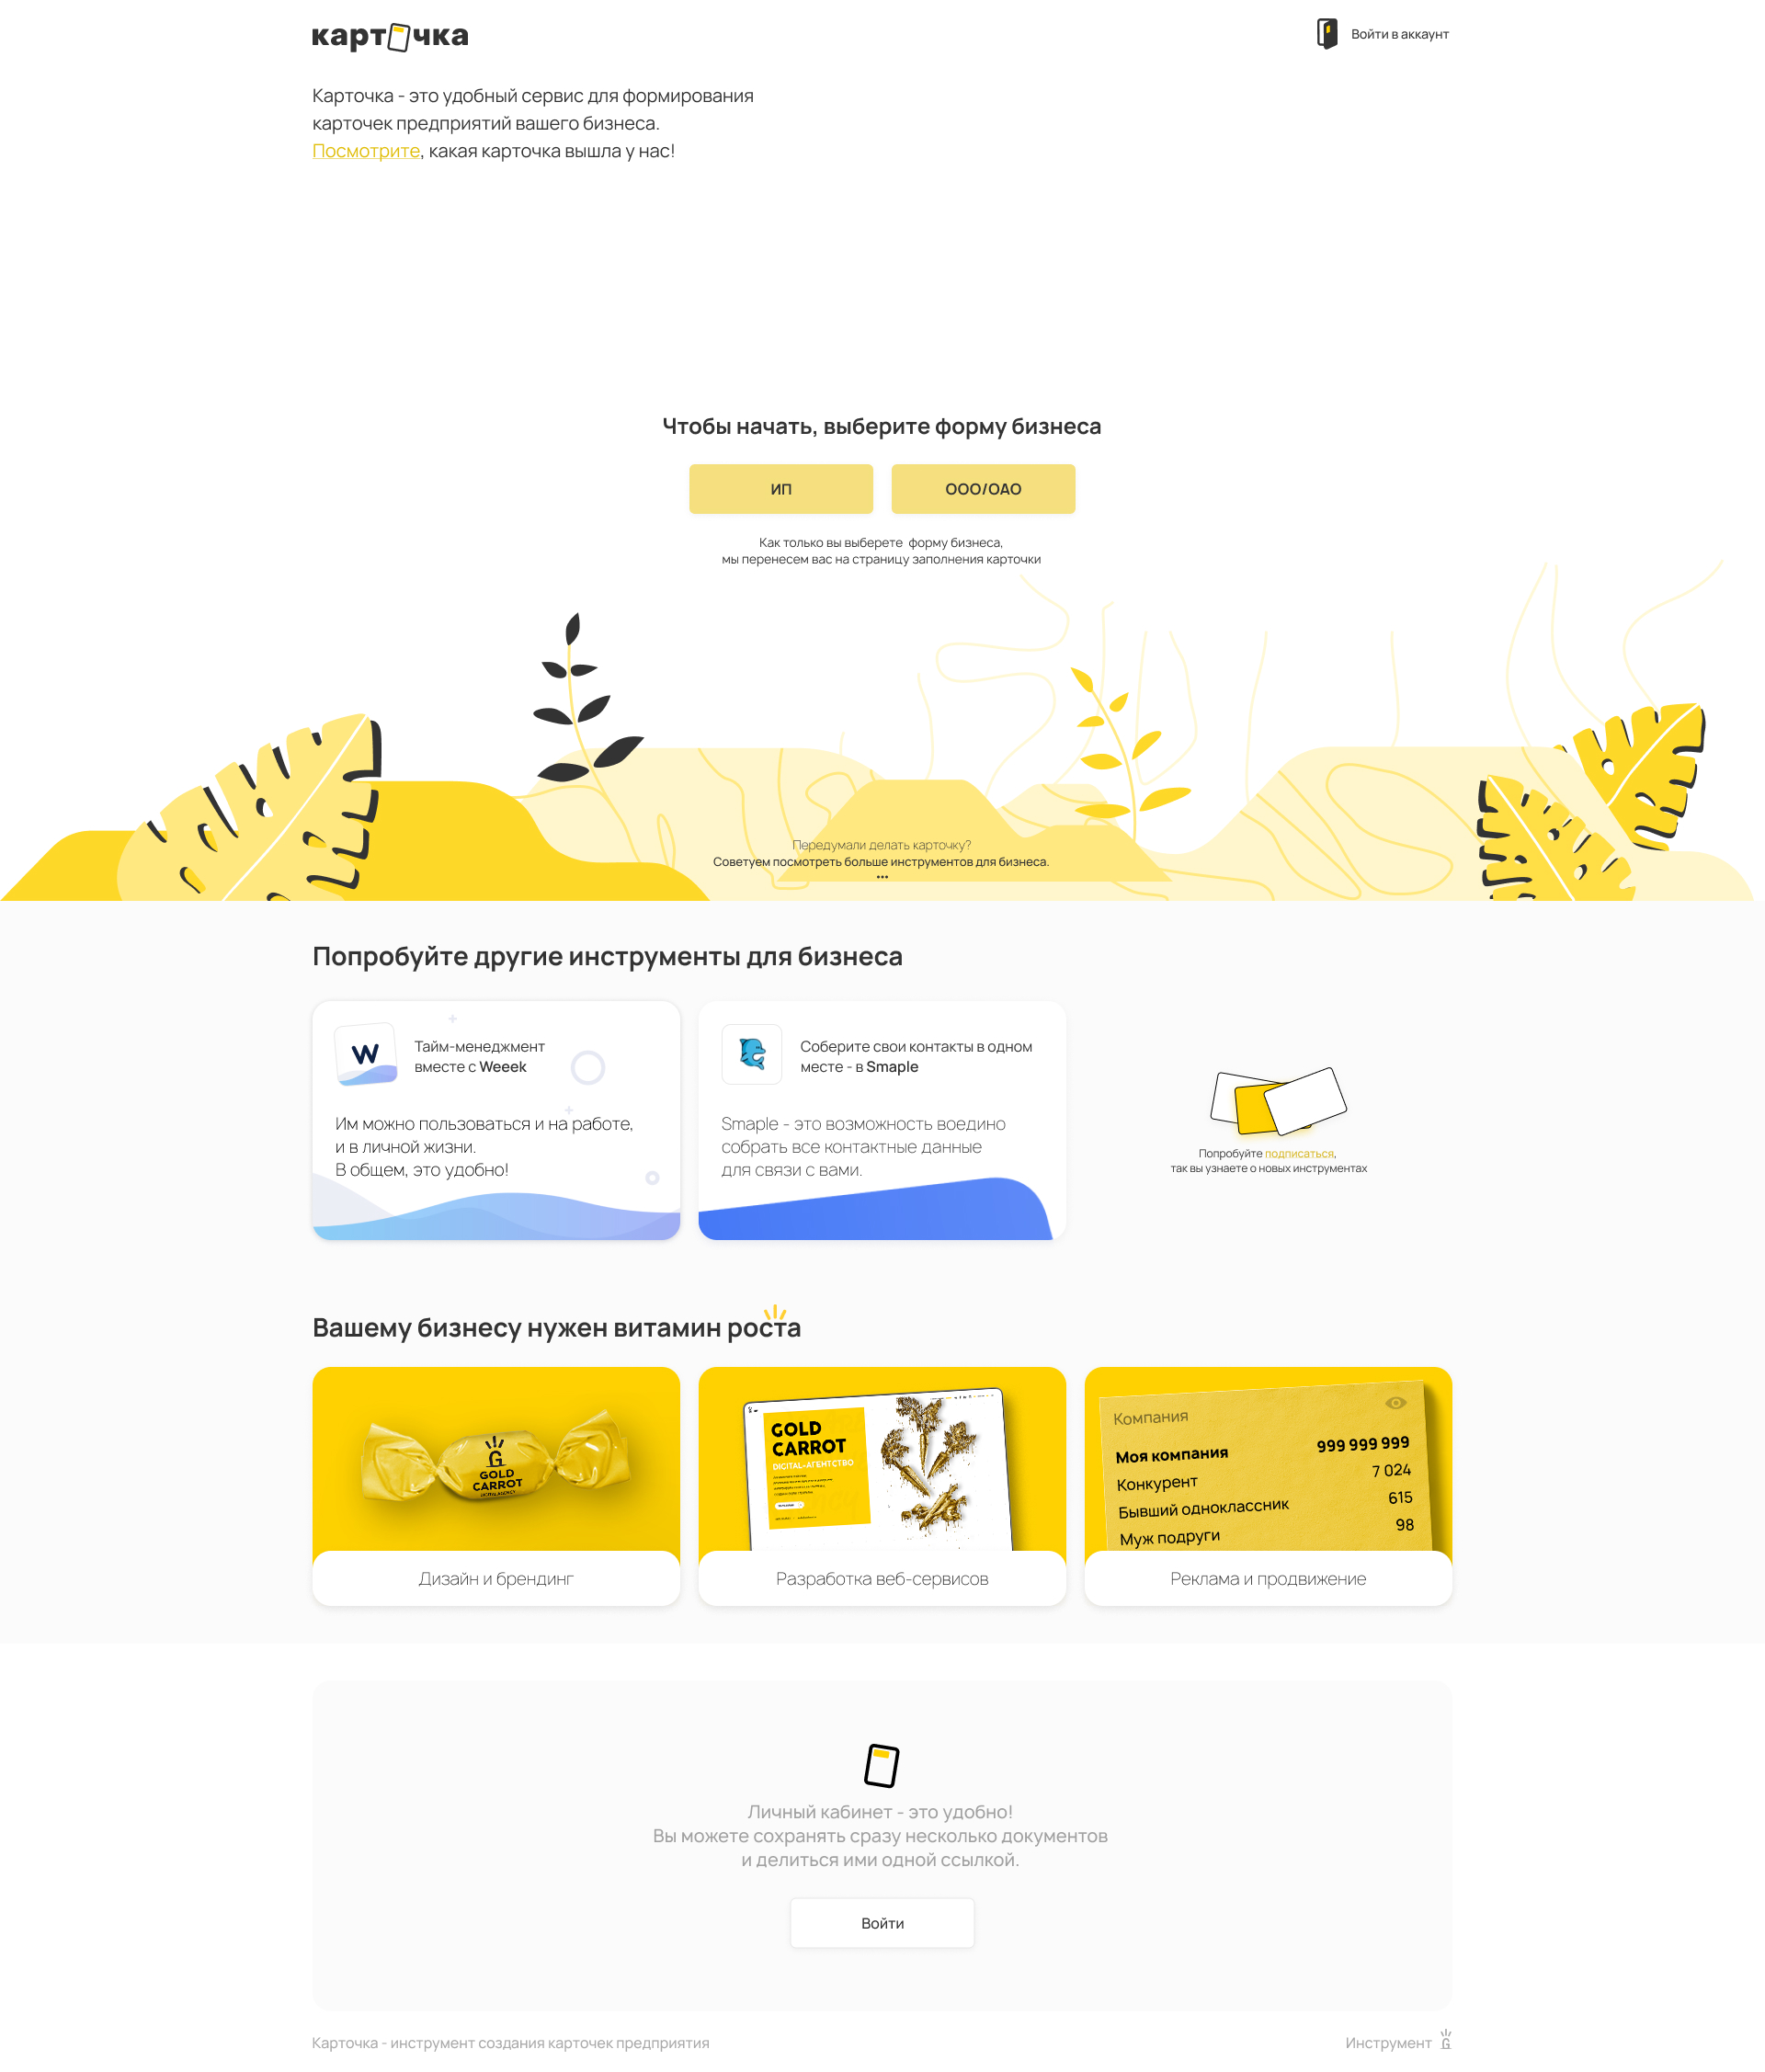 карточка
Войти в аккаунт
Карточка - это удобный сервис для формирования
карточек предприятий вашего бизнеса.
Посмотрите, какая карточка вышла у нас!
Чтобы начать, выберите форму бизнеса
ИП
ООО/ОАО
Как только вы выберете форму бизнеса,
мы перенесем вас на страницу заполнения карточки
Передумали делать карточку?
Советуем посмотреть больше инструментов для бизнеса.
•••
Попробуйте другие инструменты для бизнеса
W
Тайм-менеджмент
вместе с Weeek
Им можно пользоваться и на работе,
и в личной жизни.
В общем, это удобно!
Соберите свои контакты в одном
месте - в Smaple
Smaple - это возможность воедино
собрать все контактные данные
для связи с вами.
Попробуйте подписаться,
так вы узнаете о новых инструментах
Вашему бизнесу нужен витамин роста
G
GOLD
CARROT
DIGITAL AGENCY
Дизайн и брендинг
GOLD
CARROT
DIGITAL-АГЕНТСТВО
Разработка веб-сервисов
Компания
Моя компания 999 999 999
Конкурент 7 024
Бывший одноклассник 615
Муж подруги 98
Реклама и продвижение
Личный кабинет - это удобно!
Вы можете сохранять сразу несколько документов
и делиться ими одной ссылкой.
Войти
Карточка - инструмент создания карточек предприятия
Инструмент G